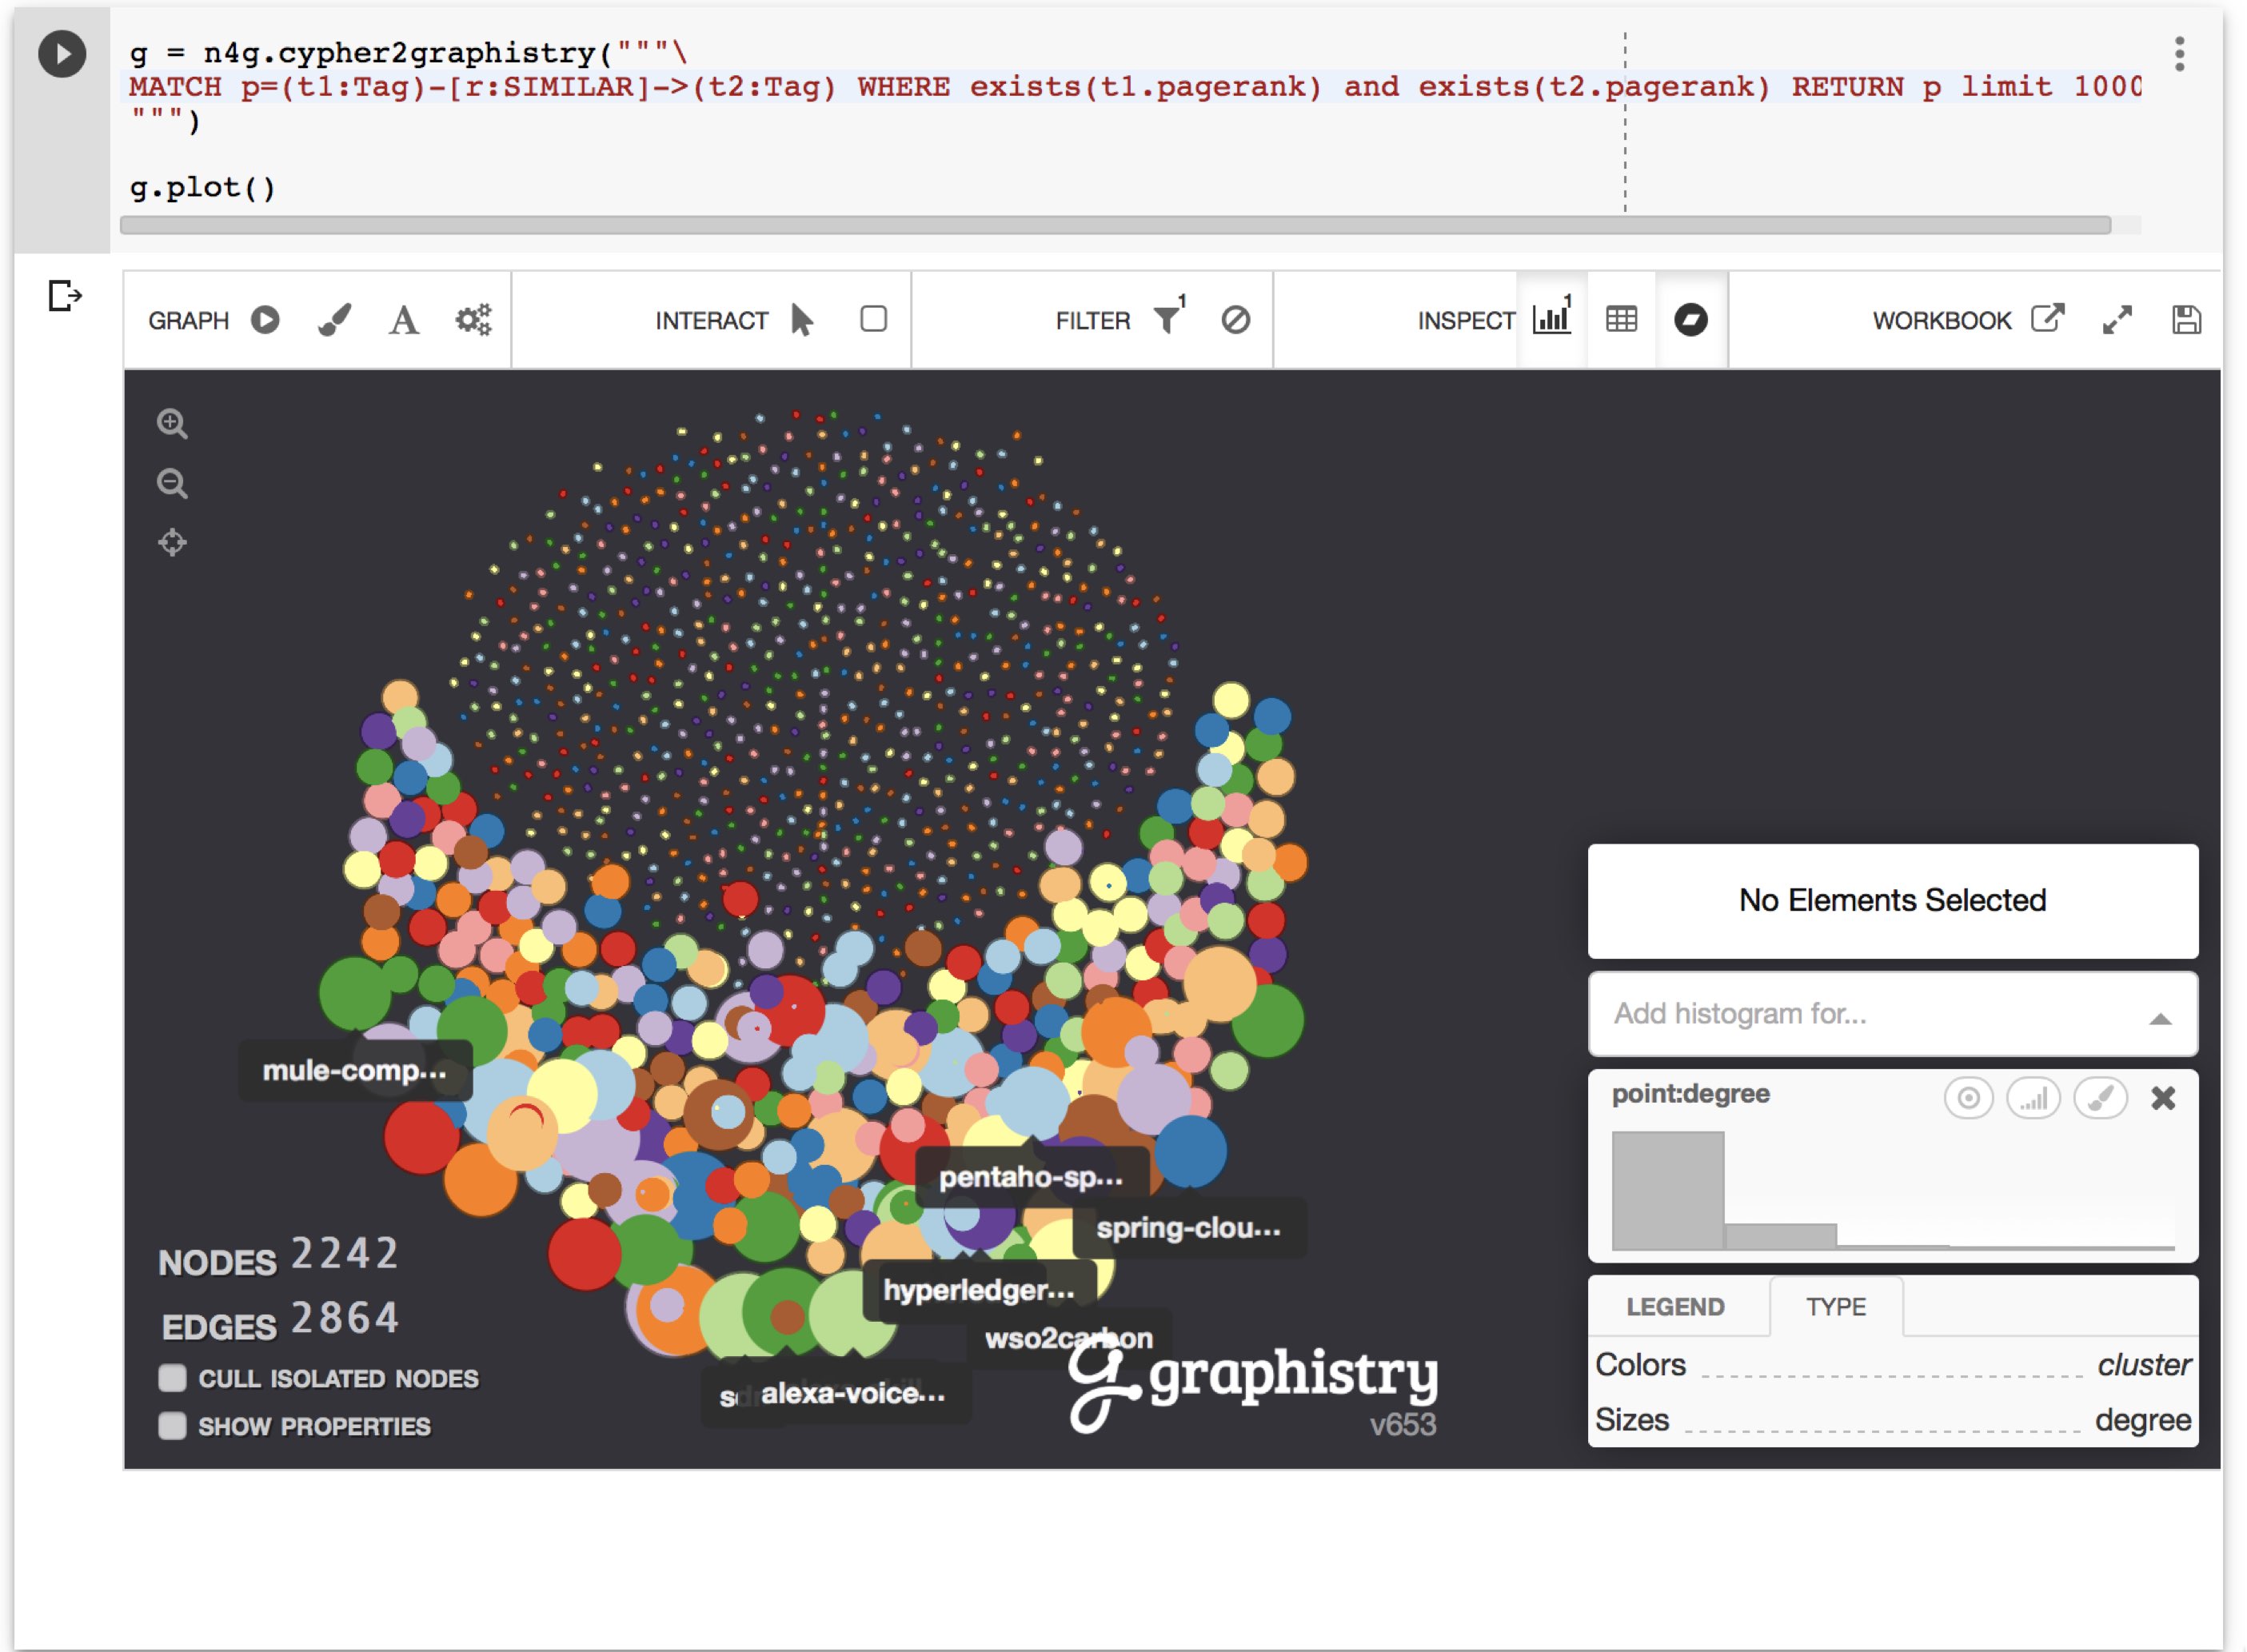 g = n4g.cypher2graphistry("""\
MATCH p=(t1:Tag)-[r:SIMILAR]->(t2:Tag) WHERE exists(t1.pagerank) and exists(t2.pagerank) RETURN p limit 1000
""")
g.plot()
GRAPH A INTERACT FILTER 1 INSPECT 1 WORKBOOK
No Elements Selected
Add histogram for...
mule-comp...
point:degree
pentaho-sp...
spring-clou...
NODES 2242
hyperledger...
EDGES 2864
LEGEND TYPE
wso2carbon
Colors cluster
CULL ISOLATED NODES
alexa-voice...
graphistry
Sizes degree
SHOW PROPERTIES
v653